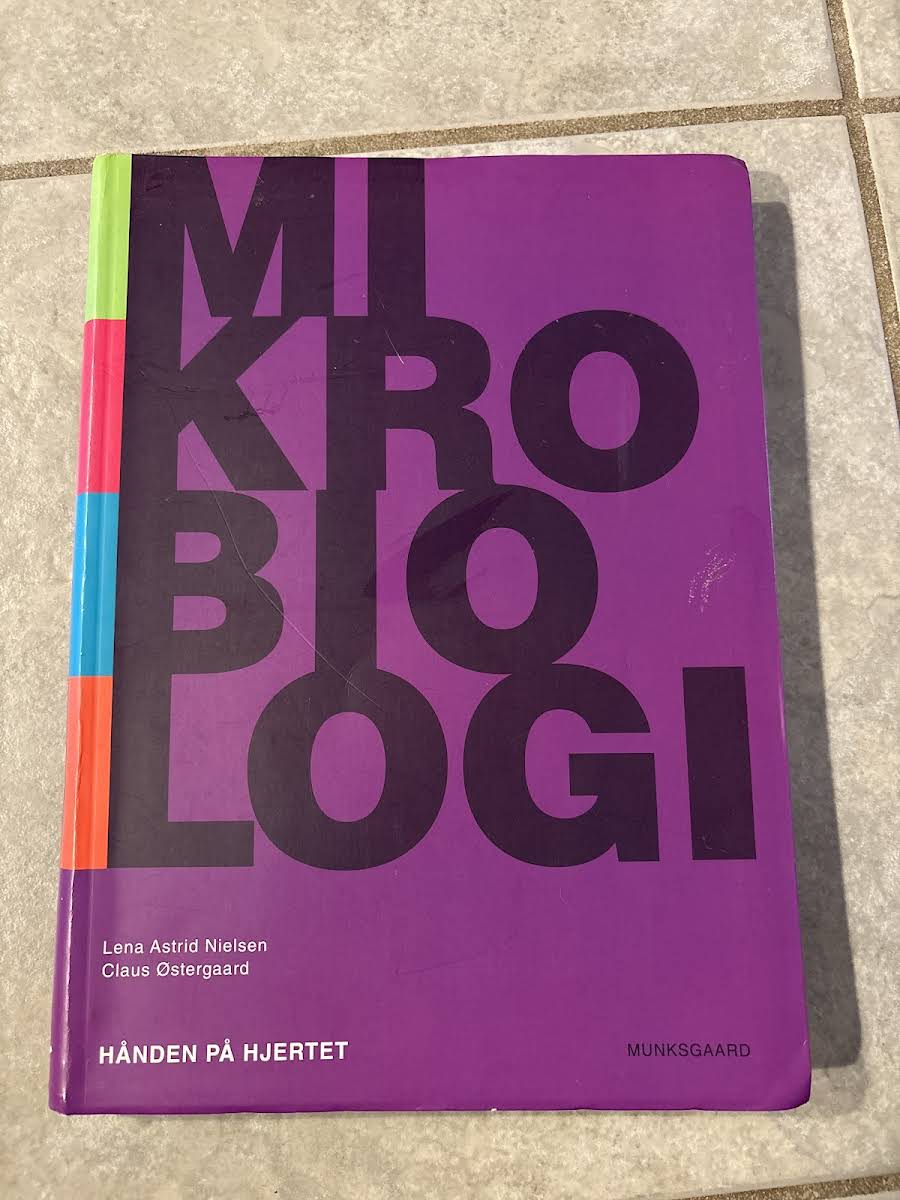 MI
KRO
BIO
LOGI
Lena Astrid Nielsen
Claus Østergaard
HÅNDEN PÅ HJERTET
MUNKSGAARD